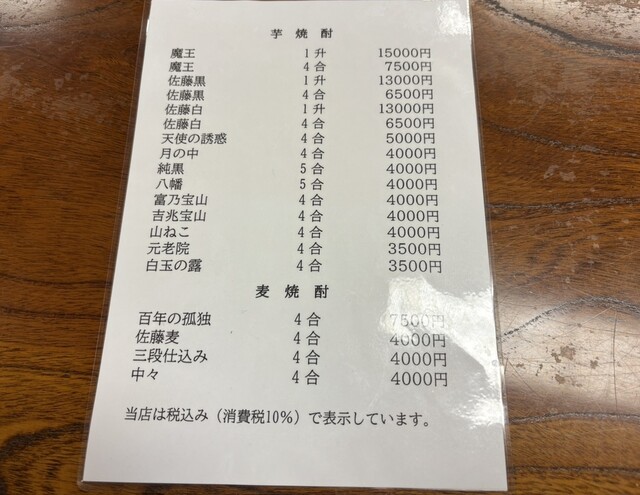 芋焼酎
魔王 1升 15000円
魔王 4合 7500円
佐藤黒 1升 13000円
佐藤黒 4合 6500円
佐藤白 1升 13000円
佐藤白 4合 6500円
天使の誘惑 4合 5000円
月の中 4合 4000円
純黒 5合 4000円
八幡 5合 4000円
富乃宝山 4合 4000円
吉兆宝山 4合 4000円
山ねこ 4合 4000円
元老院 4合 3500円
白玉の露 4合 3500円
麦焼酎
百年の孤独 4合 7500円
佐藤麦 4合 4000円
三段仕込み 4合 4000円
中々 4合 4000円
当店は税込み（消費税10％）で表示しています。